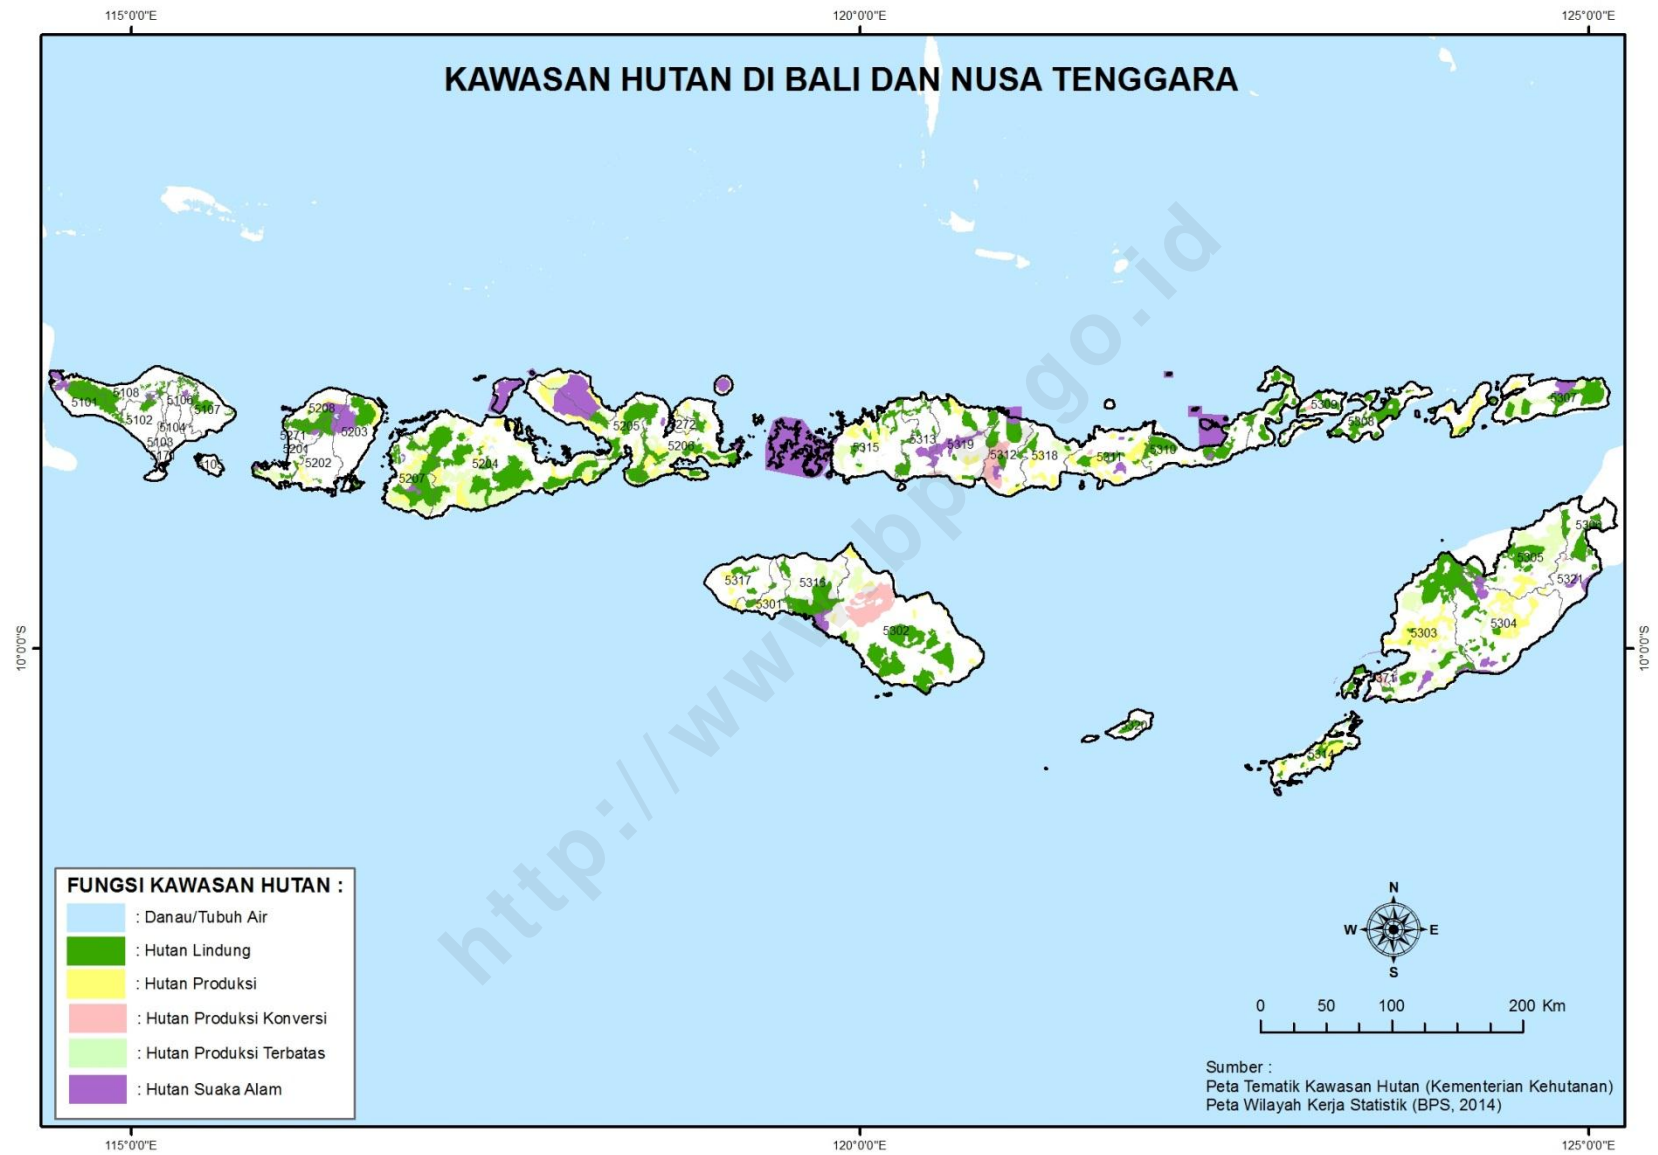 115°0'0"E
120°0'0"E
125°0'0"E
KAWASAN HUTAN DI BALI DAN NUSA TENGGARA
5101
5108
5106
5107
5102
5104
5103
5171
5105
5208
5203
5271
5201
5202
5204
5207
5205
5272
5206
5315
5313
5319
5312
5318
5311
5310
5309
5308
5307
5306
5305
5321
5303
5304
5317
5316
5301
5302
5320
5314
10°0'0"S
10°0'0"S
http://www.bps.go.id
FUNGSI KAWASAN HUTAN :
: Danau/Tubuh Air
: Hutan Lindung
: Hutan Produksi
: Hutan Produksi Konversi
: Hutan Produksi Terbatas
: Hutan Suaka Alam
N
W E
S
0 50 100 200 Km
Sumber :
Peta Tematik Kawasan Hutan (Kementerian Kehutanan)
Peta Wilayah Kerja Statistik (BPS, 2014)
115°0'0"E
120°0'0"E
125°0'0"E